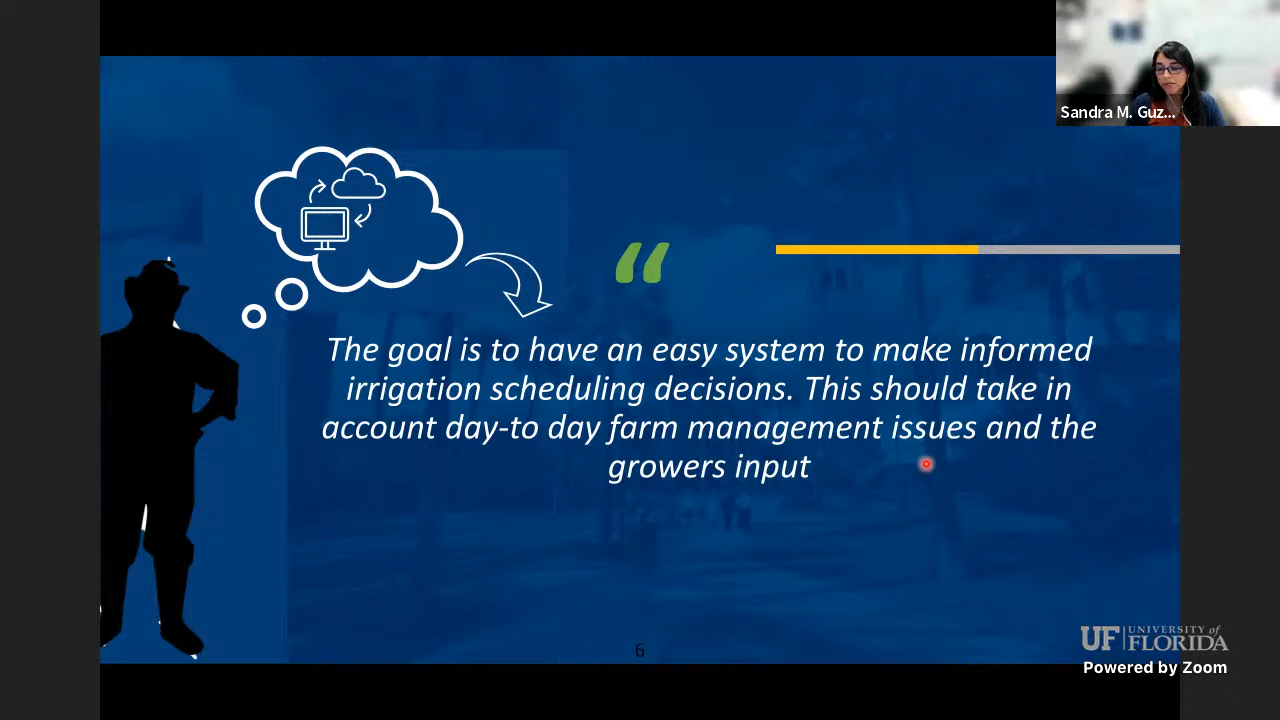 Sandra M. Guz...
“
The goal is to have an easy system to make informed
irrigation scheduling decisions. This should take in
account day-to day farm management issues and the
growers input
6
UF UNIVERSITY of
FLORIDA
Powered by Zoom